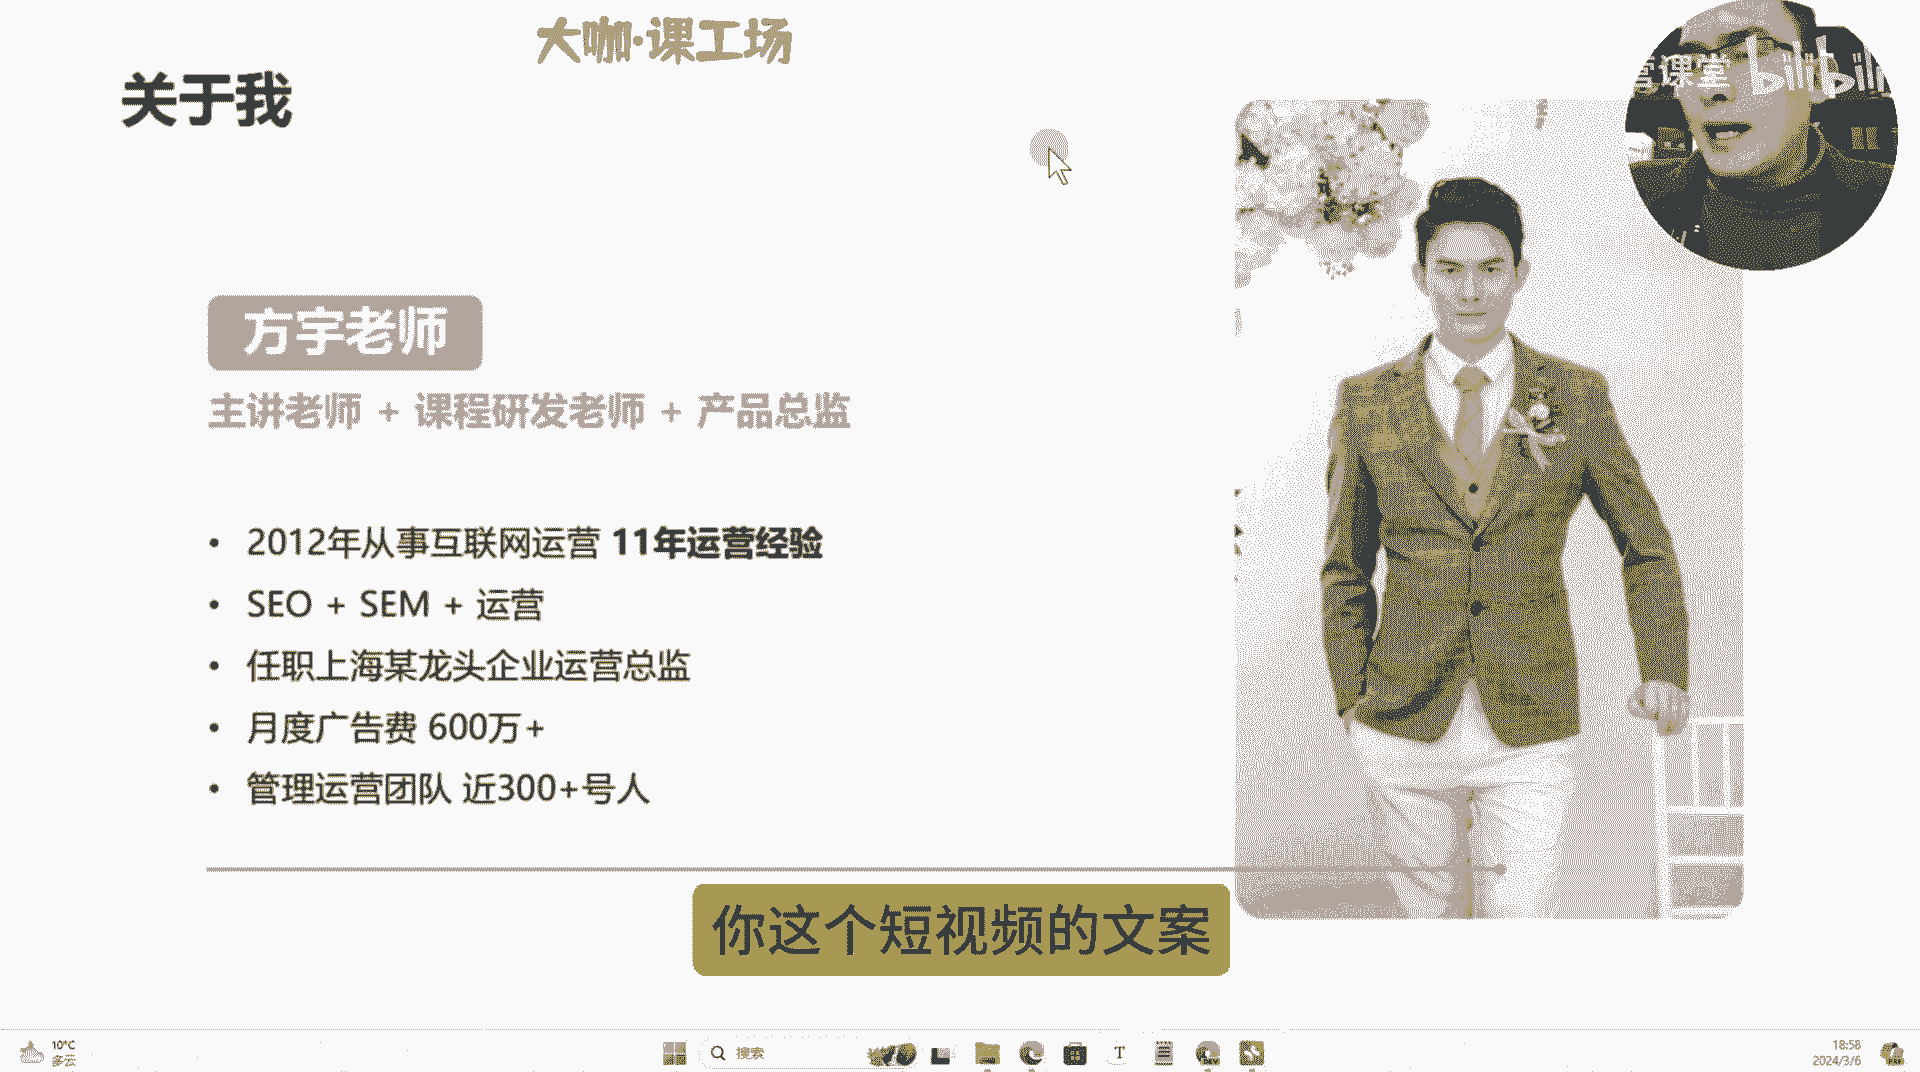 大咖·课工场
关于我
营课堂 bilibili
方宇老师
主讲老师 + 课程研发老师 + 产品总监
• 2012年从事互联网运营 11年运营经验
• SEO + SEM + 运营
• 任职上海某龙头企业运营总监
• 月度广告费 600万+
• 管理运营团队 近300+号人
你这个短视频的文案
10°C
多云
搜索
T
DEV
18:58
2024/3/6